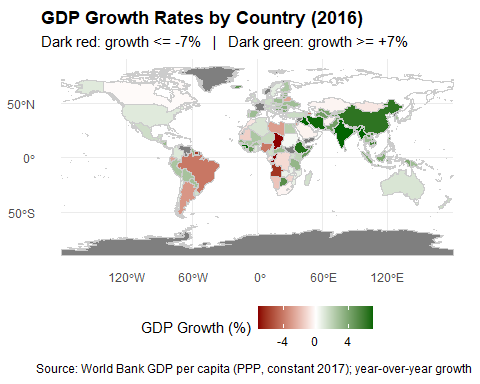 GDP Growth Rates by Country (2016)
Dark red: growth <= -7%  |  Dark green: growth >= +7%
50°N
0°
50°S
120°W 60°W 0° 60°E 120°E
GDP Growth (%)
-4 0 4
Source: World Bank GDP per capita (PPP, constant 2017); year-over-year growth